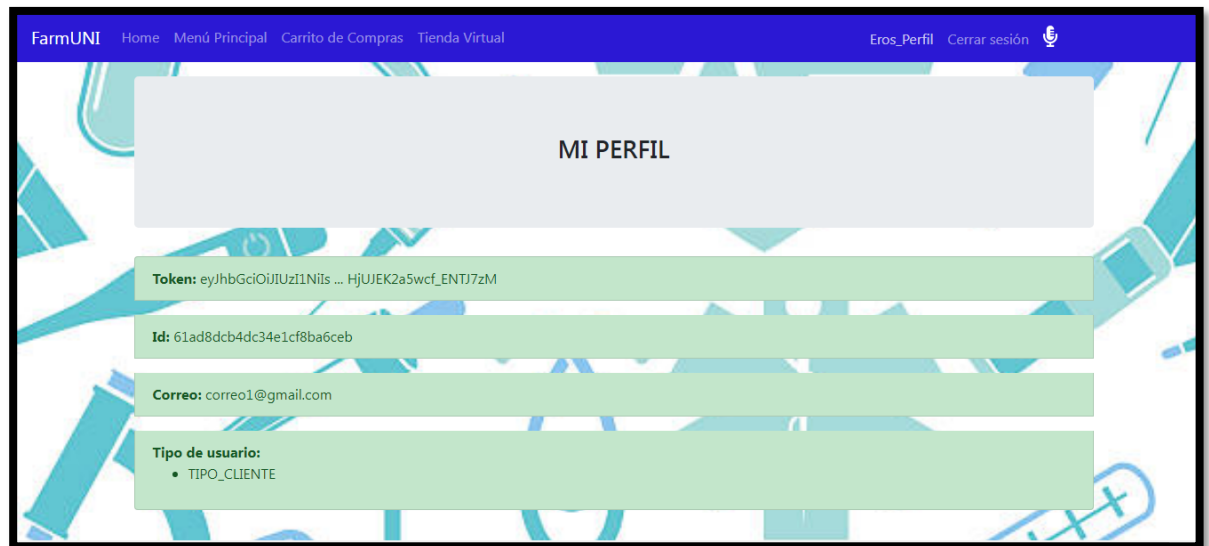 FarmUNI Home Menú Principal Carrito de Compras Tienda Virtual Eros_Perfil Cerrar sesión
MI PERFIL
Token: eyJhbGciOiJIUzI1NiIs ... HjUJEK2a5wcf_ENTJ7zM
Id: 61ad8dcb4dc34e1cf8ba6ceb
Correo: correo1@gmail.com
Tipo de usuario:
• TIPO_CLIENTE